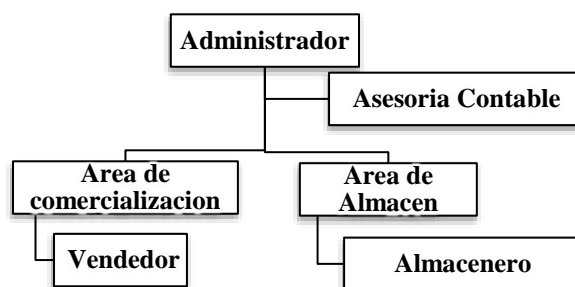 Administrador
Asesoria Contable
Area de
comercializacion
Area de
Almacen
Vendedor
Almacenero